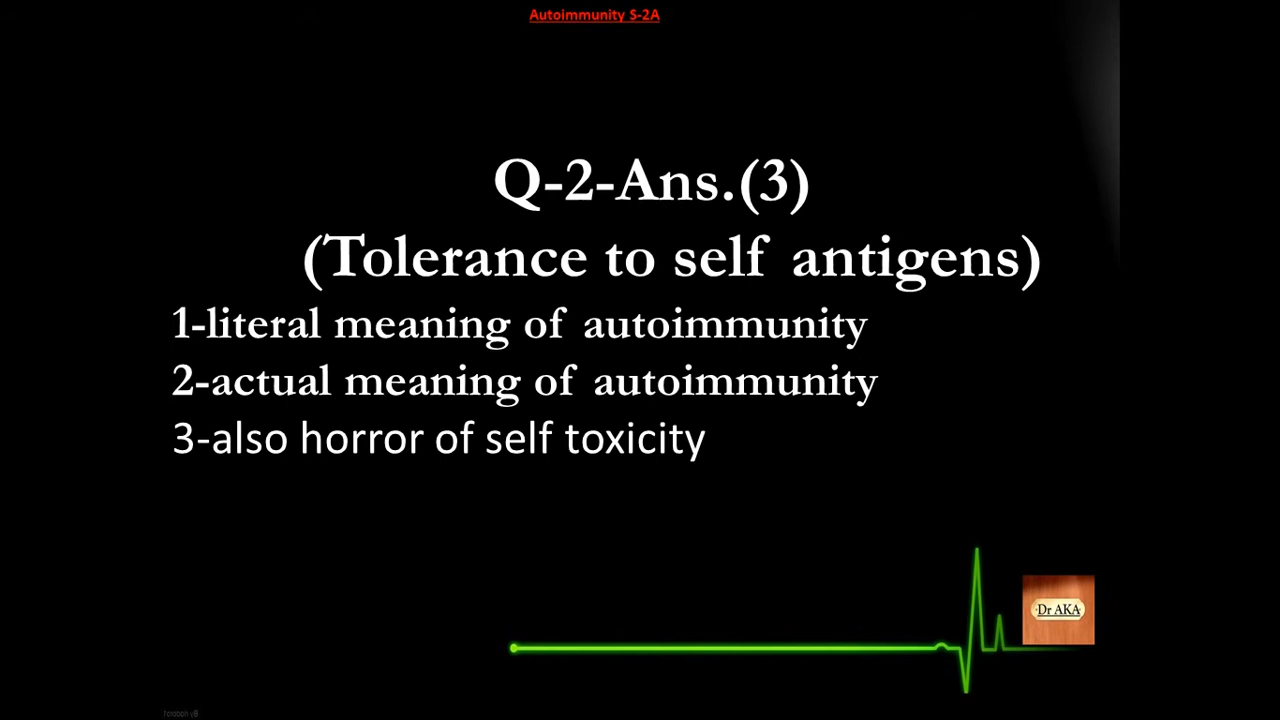 Autoimmunity S-2A
Q-2-Ans.(3)
(Tolerance to self antigens)
1-literal meaning of autoimmunity
2-actual meaning of autoimmunity
3-also horror of self toxicity
Dr AKA